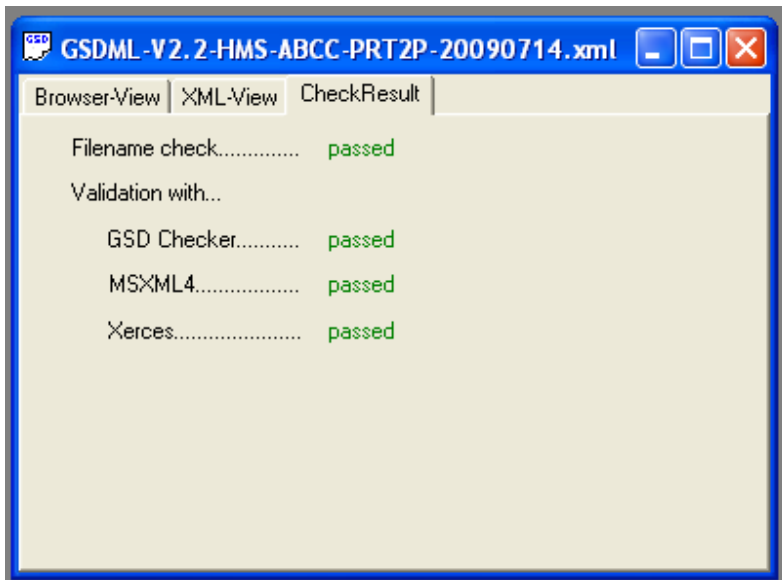 GSD GSDML-V2.2-HMS-ABCC-PRT2P-20090714.xml
Browser-View XML-View CheckResult
Filename check.............. passed
Validation with...
GSD Checker........... passed
MSXML4.................. passed
Xerces...................... passed